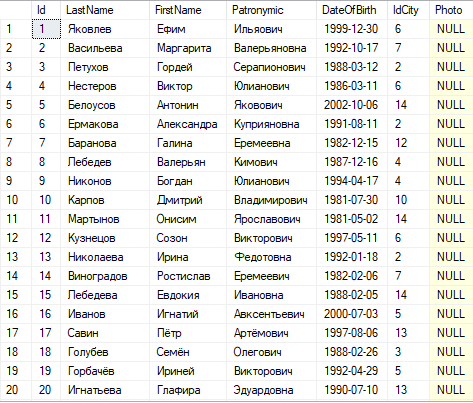 Id LastName FirstName Patronymic DateOfBirth IdCity Photo
1 1 Яковлев Ефим Ильяович 1999-12-30 6 NULL
2 2 Васильева Маргарита Валерьяновна 1992-10-17 7 NULL
3 3 Петухов Гордей Серапионович 1988-03-12 2 NULL
4 4 Нестеров Виктор Юлианович 1986-03-11 6 NULL
5 5 Белоусов Антонин Яковович 2002-10-06 14 NULL
6 6 Ермакова Александра Куприяновна 1991-08-11 2 NULL
7 7 Баранова Галина Еремеевна 1982-12-15 12 NULL
8 8 Лебедев Валерьян Кимович 1987-12-16 4 NULL
9 9 Никонов Богдан Юлианович 1994-04-17 4 NULL
10 10 Карпов Дмитрий Владимирович 1981-07-30 10 NULL
11 11 Мартынов Онисим Ярославович 1981-05-02 14 NULL
12 12 Кузнецов Созон Викторович 1997-05-11 6 NULL
13 13 Николаева Ирина Федотовна 1992-01-18 2 NULL
14 14 Виноградов Ростислав Еремеевич 1982-02-06 7 NULL
15 15 Лебедева Евдокия Ивановна 1988-02-05 14 NULL
16 16 Иванов Игнатий Авксентьевич 2000-07-03 5 NULL
17 17 Савин Пётр Артёмович 1997-08-06 13 NULL
18 18 Голубев Семён Олегович 1988-02-26 3 NULL
19 19 Горбачёв Ириней Викторович 1992-04-29 5 NULL
20 20 Игнатьева Глафира Эдуардовна 1990-07-10 13 NULL